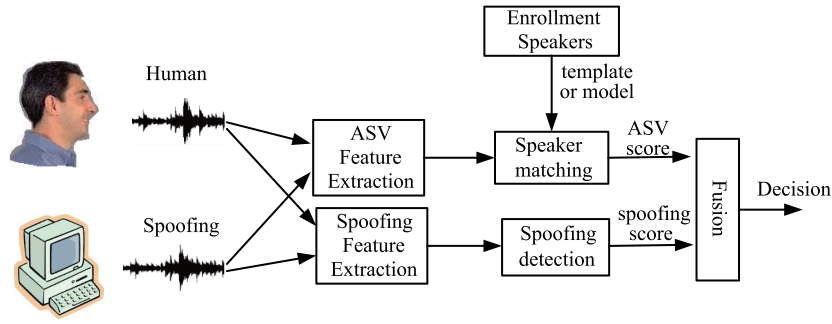 Enrollment
Speakers
template
or model
Human
ASV
Feature
Extraction
Speaker
matching
ASV
score
Spoofing
Spoofing
Feature
Extraction
Spoofing
detection
spoofing
score
Fusion
Decision